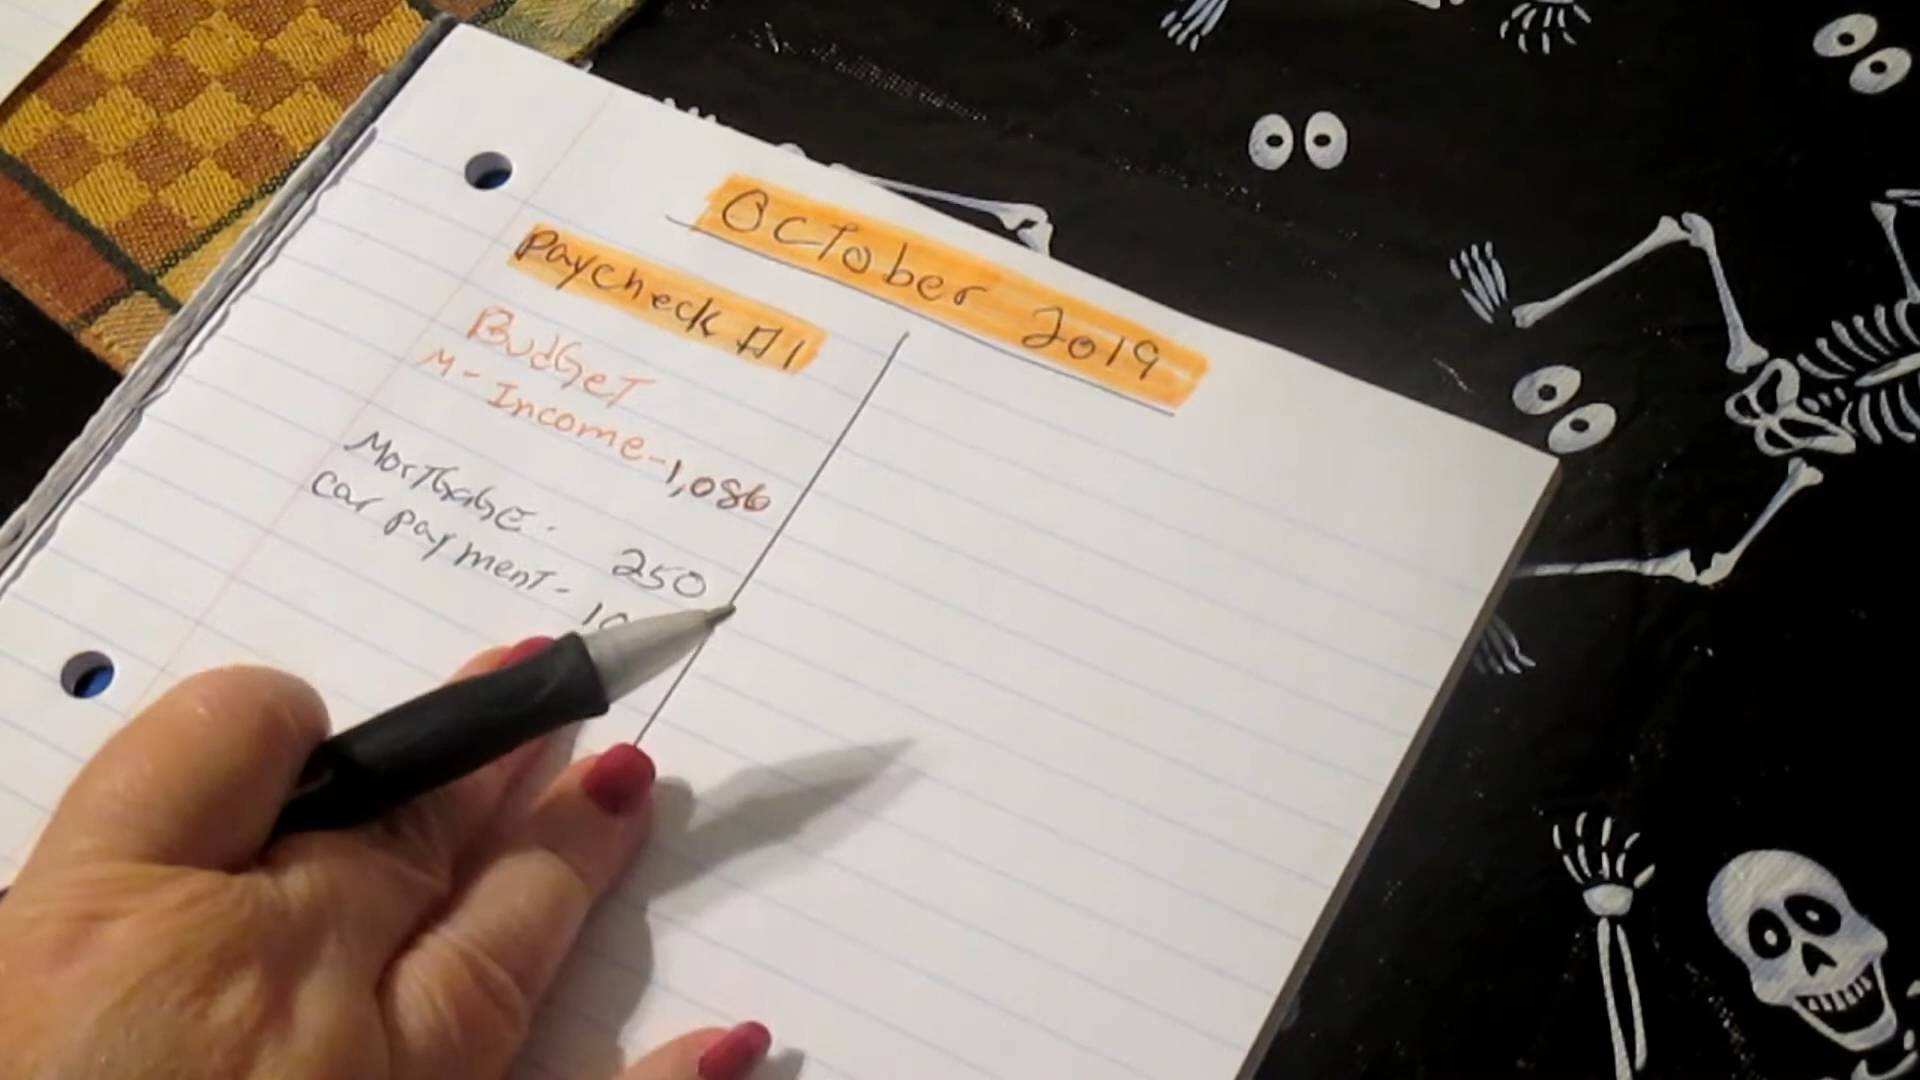 October 2019
Paycheck #1
Budget
M - Income - 1,086
Mortgage - 250
car payment -